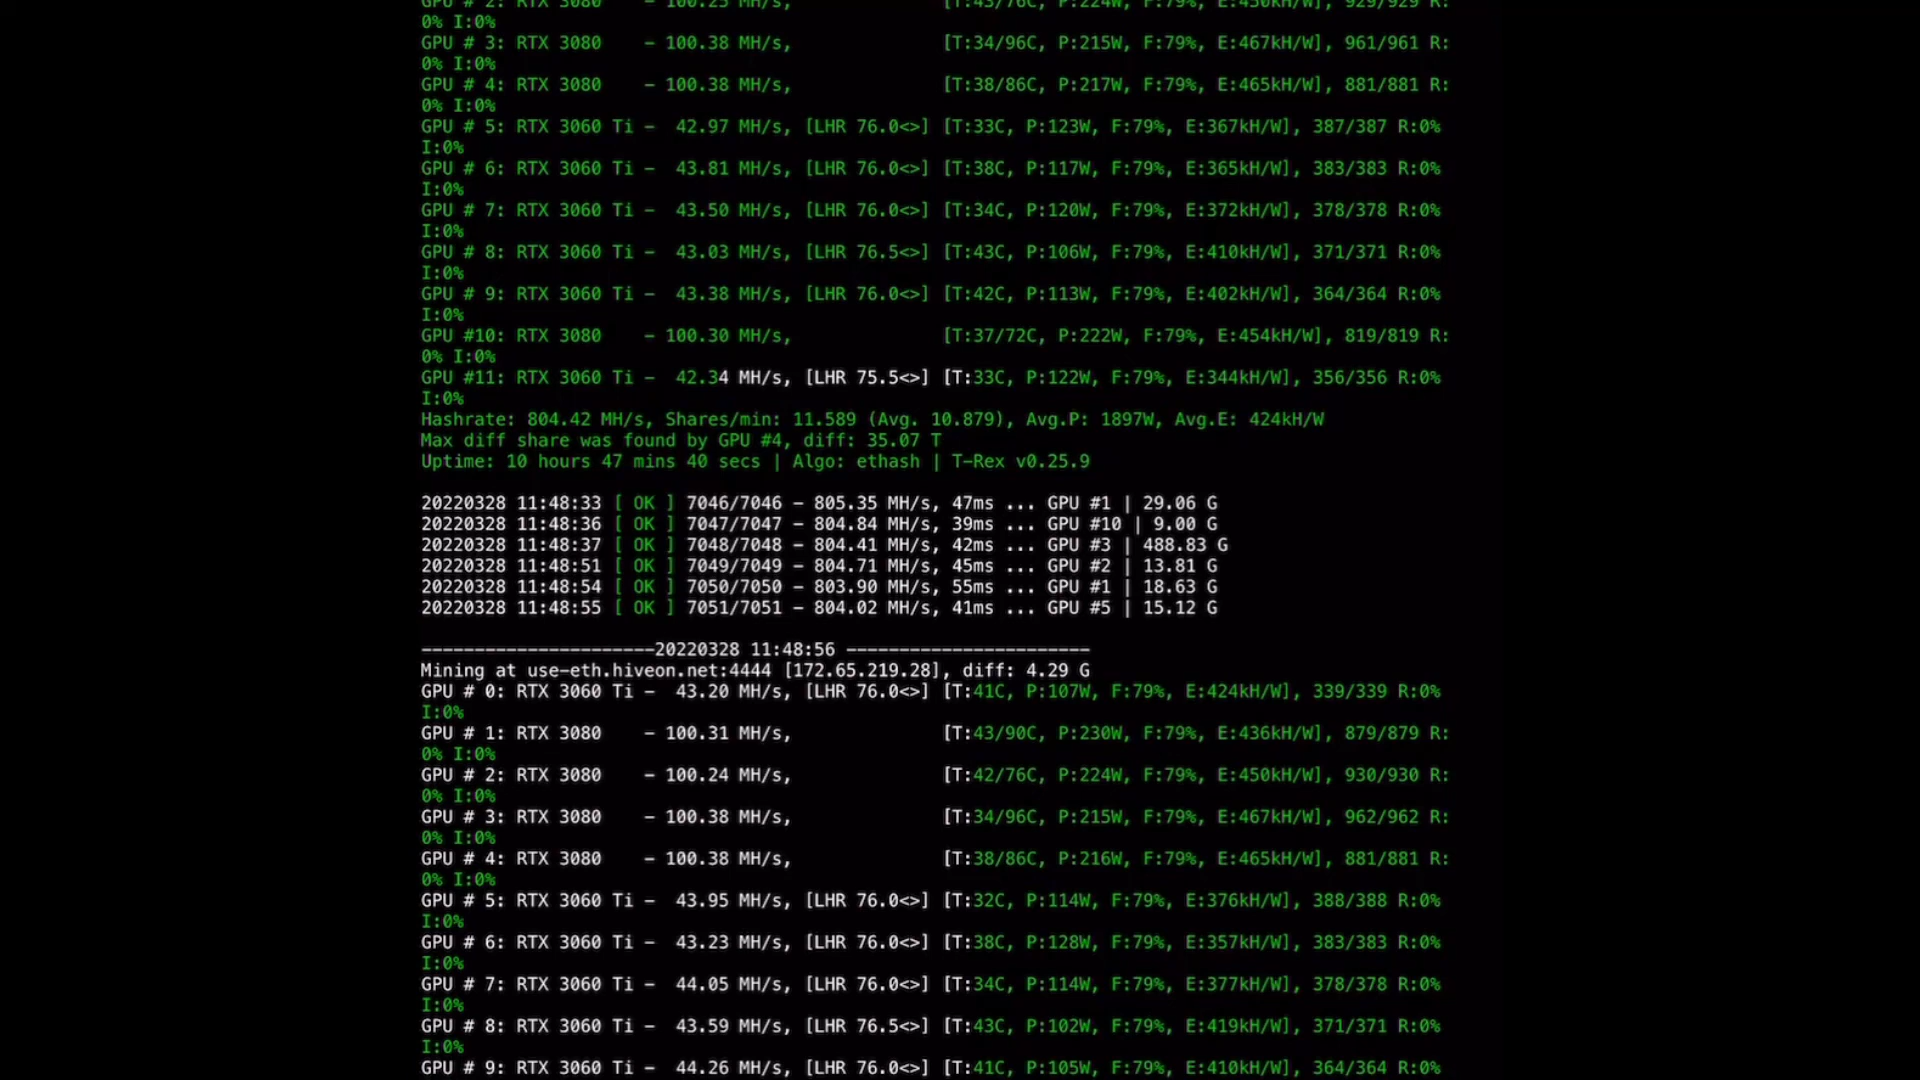 GPU # 2: RTX 3080    - 100.25 MH/s,              [T:43/76C, P:224W, F:79%, E:450kH/W], 929/929 R:
0% I:0%
GPU # 3: RTX 3080    - 100.38 MH/s,              [T:34/96C, P:215W, F:79%, E:467kH/W], 961/961 R:
0% I:0%
GPU # 4: RTX 3080    - 100.38 MH/s,              [T:38/86C, P:217W, F:79%, E:465kH/W], 881/881 R:
0% I:0%
GPU # 5: RTX 3060 Ti -  42.97 MH/s, [LHR 76.0<>] [T:33C, P:123W, F:79%, E:367kH/W], 387/387 R:0%
I:0%
GPU # 6: RTX 3060 Ti -  43.81 MH/s, [LHR 76.0<>] [T:38C, P:117W, F:79%, E:365kH/W], 383/383 R:0%
I:0%
GPU # 7: RTX 3060 Ti -  43.50 MH/s, [LHR 76.0<>] [T:34C, P:120W, F:79%, E:372kH/W], 378/378 R:0%
I:0%
GPU # 8: RTX 3060 Ti -  43.03 MH/s, [LHR 76.5<>] [T:43C, P:106W, F:79%, E:410kH/W], 371/371 R:0%
I:0%
GPU # 9: RTX 3060 Ti -  43.38 MH/s, [LHR 76.0<>] [T:42C, P:113W, F:79%, E:402kH/W], 364/364 R:0%
I:0%
GPU #10: RTX 3080    - 100.30 MH/s,              [T:37/72C, P:222W, F:79%, E:454kH/W], 819/819 R:
0% I:0%
GPU #11: RTX 3060 Ti -  42.34 MH/s, [LHR 75.5<>] [T:33C, P:122W, F:79%, E:344kH/W], 356/356 R:0%
I:0%
Hashrate: 804.42 MH/s, Shares/min: 11.589 (Avg. 10.879), Avg.P: 1897W, Avg.E: 424kH/W
Max diff share was found by GPU #4, diff: 35.07 T
Uptime: 10 hours 47 mins 40 secs | Algo: ethash | T-Rex v0.25.9
20220328 11:48:33 [ OK ] 7046/7046 - 805.35 MH/s, 47ms ... GPU #1 | 29.06 G
20220328 11:48:36 [ OK ] 7047/7047 - 804.84 MH/s, 39ms ... GPU #10 | 9.00 G
20220328 11:48:37 [ OK ] 7048/7048 - 804.41 MH/s, 42ms ... GPU #3 | 488.83 G
20220328 11:48:51 [ OK ] 7049/7049 - 804.71 MH/s, 45ms ... GPU #2 | 13.81 G
20220328 11:48:54 [ OK ] 7050/7050 - 803.90 MH/s, 55ms ... GPU #1 | 18.63 G
20220328 11:48:55 [ OK ] 7051/7051 - 804.02 MH/s, 41ms ... GPU #5 | 15.12 G
----------------------20220328 11:48:56 -----------------------
Mining at use-eth.hiveon.net:4444 [172.65.219.28], diff: 4.29 G
GPU # 0: RTX 3060 Ti -  43.20 MH/s, [LHR 76.0<>] [T:41C, P:107W, F:79%, E:424kH/W], 339/339 R:0%
I:0%
GPU # 1: RTX 3080    - 100.31 MH/s,              [T:43/90C, P:230W, F:79%, E:436kH/W], 879/879 R:
0% I:0%
GPU # 2: RTX 3080    - 100.24 MH/s,              [T:42/76C, P:224W, F:79%, E:450kH/W], 930/930 R:
0% I:0%
GPU # 3: RTX 3080    - 100.38 MH/s,              [T:34/96C, P:215W, F:79%, E:467kH/W], 962/962 R:
0% I:0%
GPU # 4: RTX 3080    - 100.38 MH/s,              [T:38/86C, P:216W, F:79%, E:465kH/W], 881/881 R:
0% I:0%
GPU # 5: RTX 3060 Ti -  43.95 MH/s, [LHR 76.0<>] [T:32C, P:114W, F:79%, E:376kH/W], 388/388 R:0%
I:0%
GPU # 6: RTX 3060 Ti -  43.23 MH/s, [LHR 76.0<>] [T:38C, P:128W, F:79%, E:357kH/W], 383/383 R:0%
I:0%
GPU # 7: RTX 3060 Ti -  44.05 MH/s, [LHR 76.0<>] [T:34C, P:114W, F:79%, E:377kH/W], 378/378 R:0%
I:0%
GPU # 8: RTX 3060 Ti -  43.59 MH/s, [LHR 76.5<>] [T:43C, P:102W, F:79%, E:419kH/W], 371/371 R:0%
I:0%
GPU # 9: RTX 3060 Ti -  44.26 MH/s, [LHR 76.0<>] [T:41C, P:105W, F:79%, E:410kH/W], 364/364 R:0%